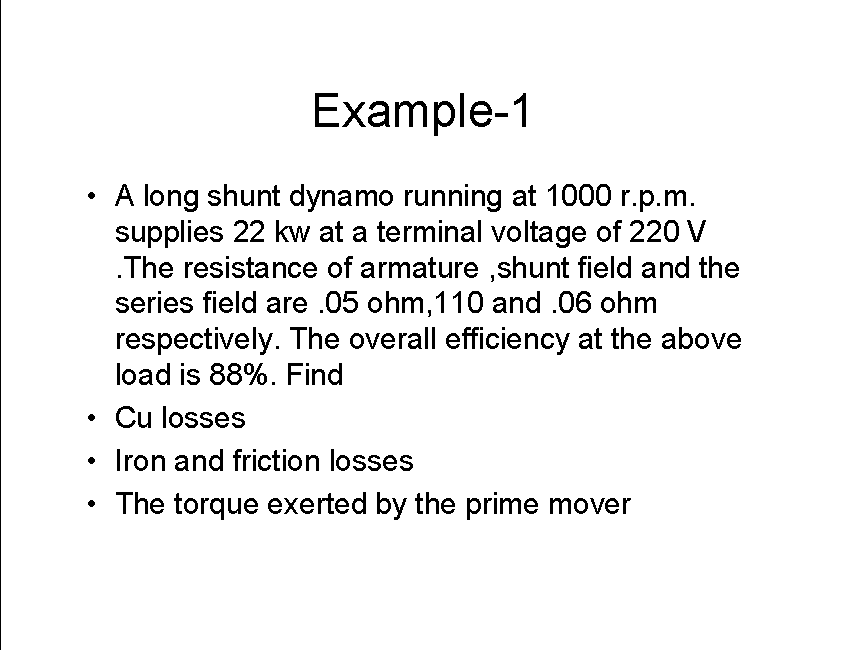 Example-1
• A long shunt dynamo running at 1000 r.p.m.
supplies 22 kw at a terminal voltage of 220 V
.The resistance of armature ,shunt field and the
series field are .05 ohm,110 and .06 ohm
respectively. The overall efficiency at the above
load is 88%. Find
• Cu losses
• Iron and friction losses
• The torque exerted by the prime mover